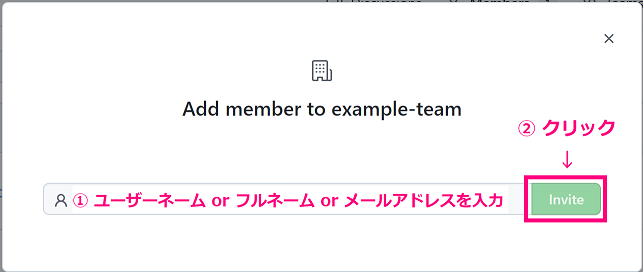 Add member to example-team
② クリック
↓
① ユーザーネーム or フルネーム or メールアドレスを入力
Invite